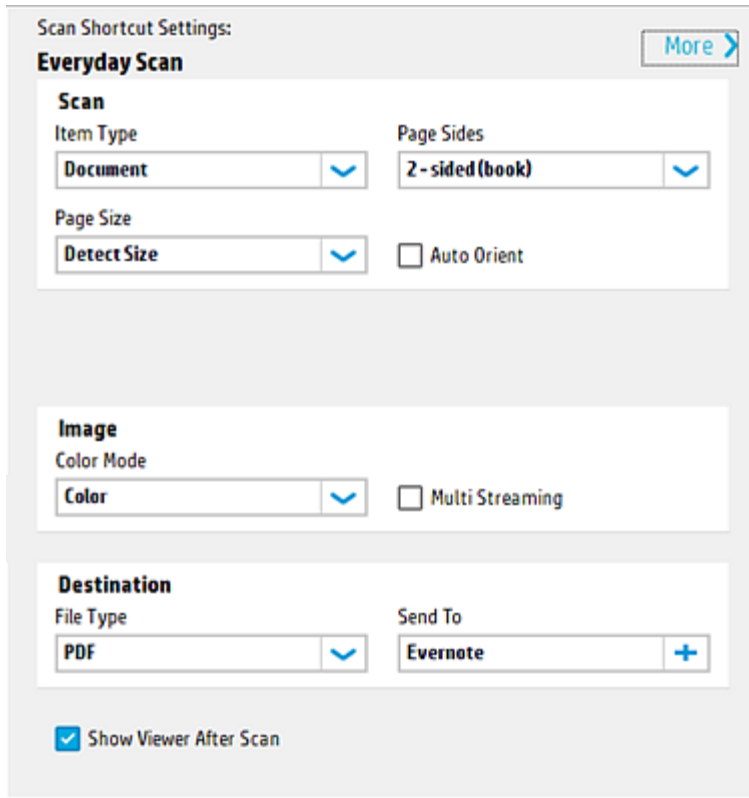 Scan Shortcut Settings:
More
Everyday Scan
Scan
Item Type
Page Sides
Document
2-sided(book)
Page Size
Detect Size
Auto Orient
Image
Color Mode
Color
Multi Streaming
Destination
File Type
Send To
PDF
Evernote
Show Viewer After Scan